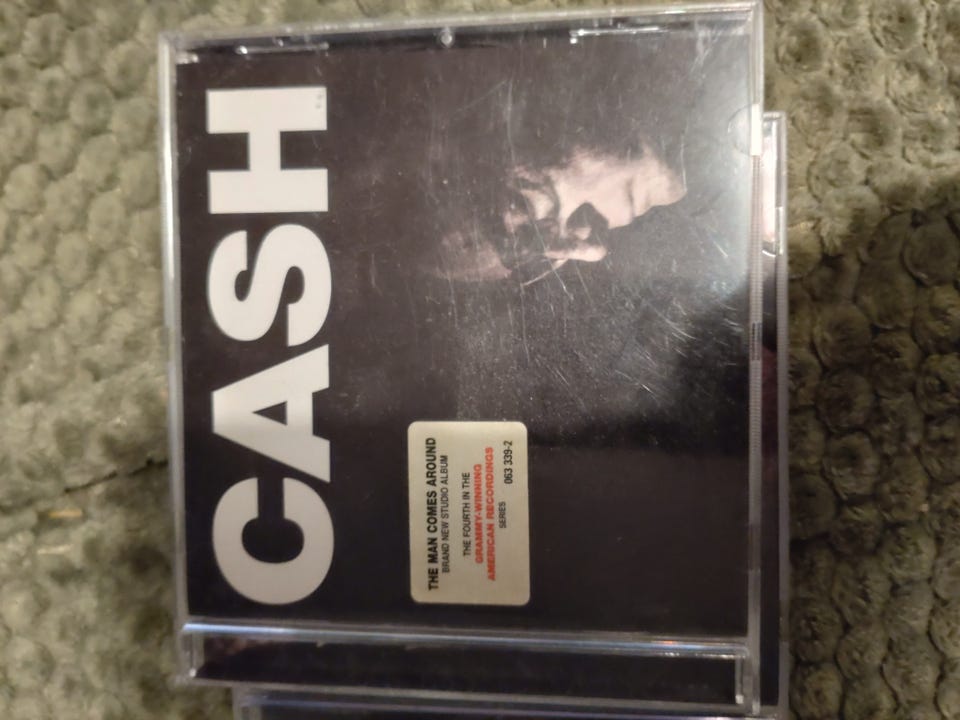 CASH
THE MAN COMES AROUND
BRAND NEW STUDIO ALBUM
THE FOURTH IN THE
GRAMMY-WINNING
AMERICAN RECORDINGS
SERIES 063 339-2